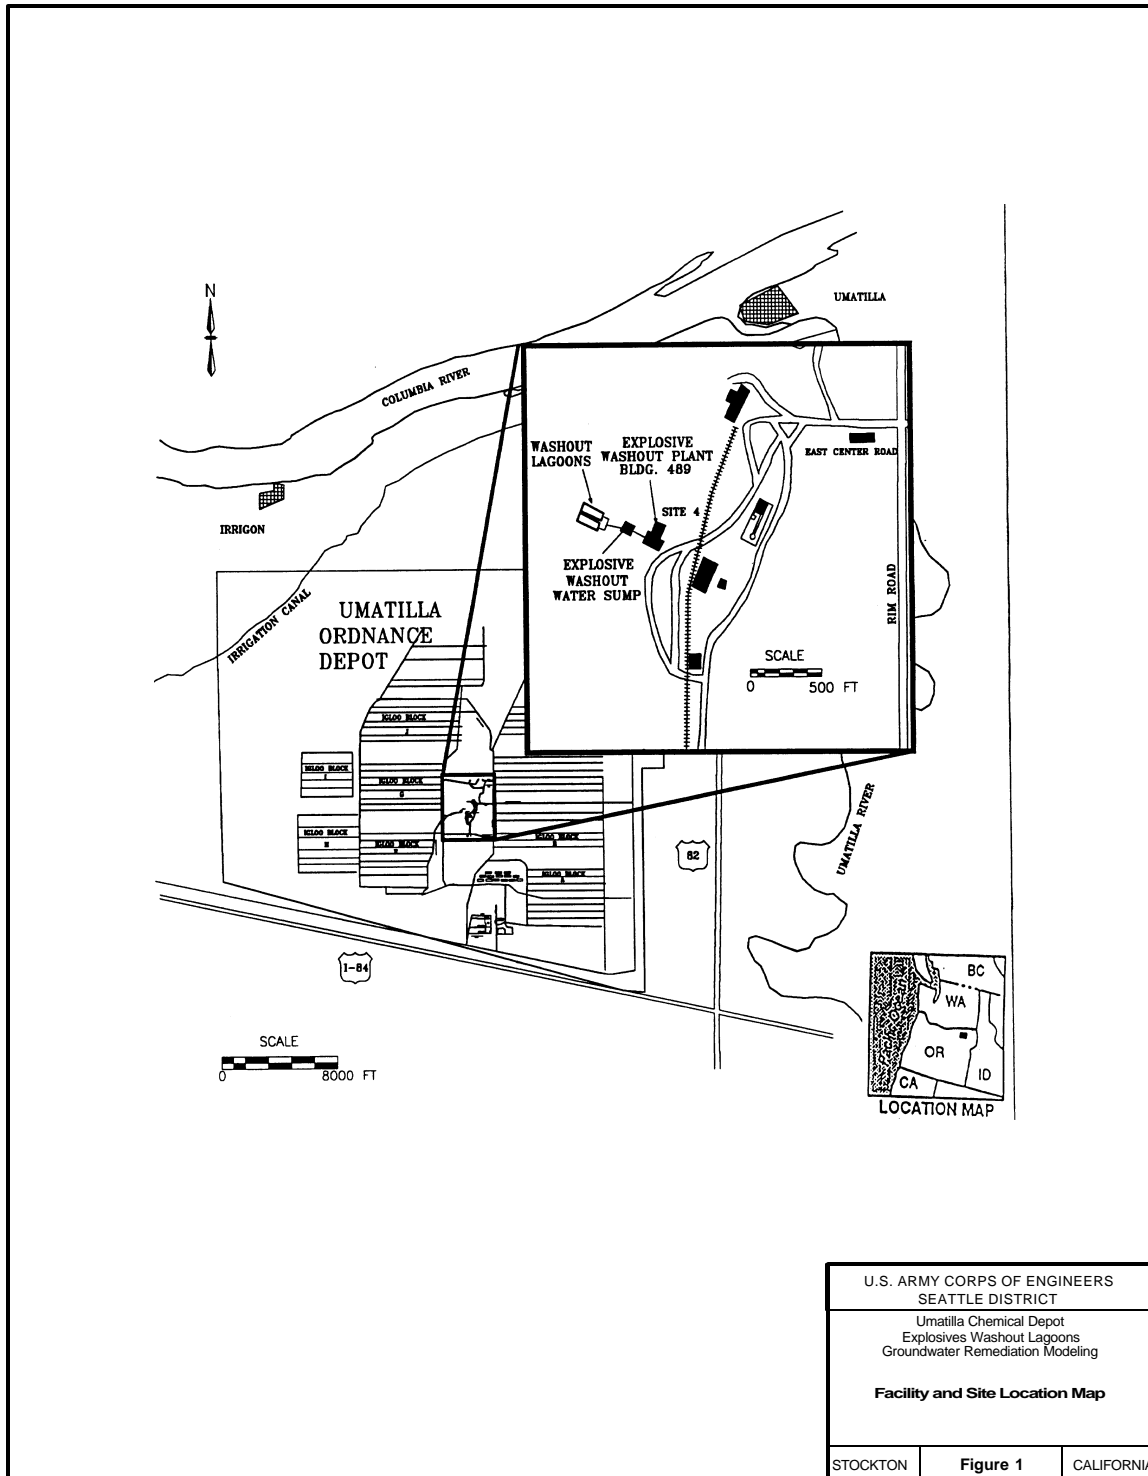 N
UMATILLA
COLUMBIA RIVER
IRRIGON
IRRIGATION CANAL
UMATILLA
ORDNANCE
DEPOT
WASHOUT
LAGOONS
EXPLOSIVE
WASHOUT PLANT
BLDG. 489
SITE 4
EXPLOSIVE
WASHOUT
WATER SUMP
EAST CENTER ROAD
RIM ROAD
SCALE
0 500 FT
IGLOO BLOCK
J
IGLOO BLOCK
I
IGLOO BLOCK
G
IGLOO BLOCK
IGLOO BLOCK
IGLOO BLOCK
IGLOO BLOCK
A
82
UMATILLA RIVER
I-84
SCALE
0 8000 FT
Pacific Ocean
BC
WA
OR
ID
CA
LOCATION MAP
U.S. ARMY CORPS OF ENGINEERS
SEATTLE DISTRICT
Umatilla Chemical Depot
Explosives Washout Lagoons
Groundwater Remediation Modeling
Facility and Site Location Map
STOCKTON Figure 1 CALIFORNIA